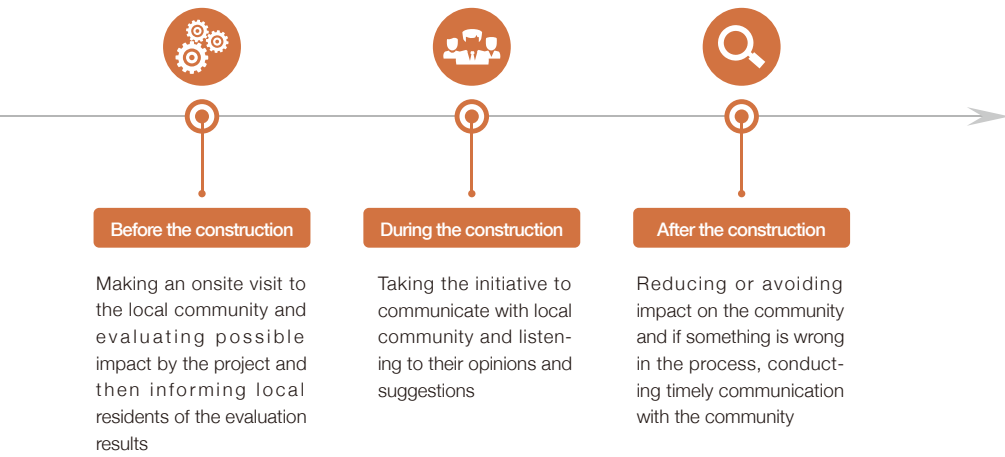 Before the construction
Making an onsite visit to
the local community and
evaluating possible
impact by the project and
then informing local
residents of the evaluation
results
During the construction
Taking the initiative to
communicate with local
community and listen-
ing to their opinions and
suggestions
After the construction
Reducing or avoiding
impact on the community
and if something is wrong
in the process, conduct-
ing timely communication
with the community